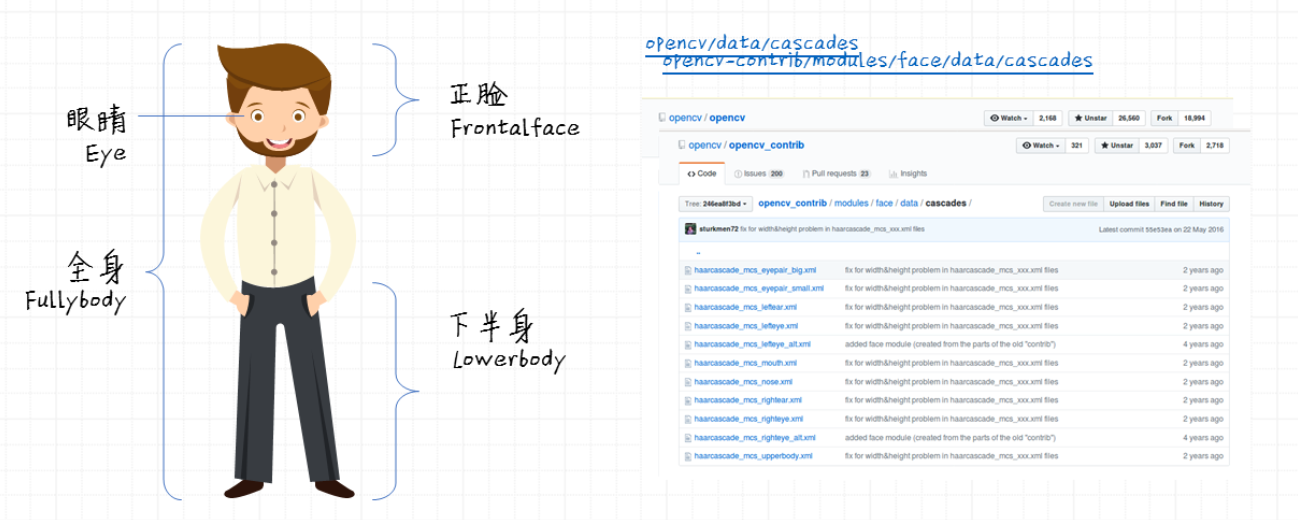 眼睛
Eye
全身
Fullybody
正脸
Frontalface
下半身
Lowerbody
opencv/data/cascades
opencv-contrib/modules/face/data/cascades
opencv / opencv
Watch 2,168 Unstar 26,560 Fork 18,994
opencv / opencv_contrib
Watch 321 Unstar 3,037 Fork 2,718
Code Issues 200 Pull requests 23 Insights
Tree: 246ea8f3bd opencv_contrib / modules / face / data / cascades / Create new file Upload files Find file History
sturkmen72 fix for width&height problem in haarcascade_mcs_xxx.xml files Latest commit 55e53ea on 22 May 2016
..
haarcascade_mcs_eyepair_big.xml fix for width&height problem in haarcascade_mcs_xxx.xml files 2 years ago
haarcascade_mcs_eyepair_small.xml fix for width&height problem in haarcascade_mcs_xxx.xml files 2 years ago
haarcascade_mcs_leftear.xml fix for width&height problem in haarcascade_mcs_xxx.xml files 2 years ago
haarcascade_mcs_lefteye.xml fix for width&height problem in haarcascade_mcs_xxx.xml files 2 years ago
haarcascade_mcs_lefteye_alt.xml added face module (created from the parts of the old "contrib") 4 years ago
haarcascade_mcs_mouth.xml fix for width&height problem in haarcascade_mcs_xxx.xml files 2 years ago
haarcascade_mcs_nose.xml fix for width&height problem in haarcascade_mcs_xxx.xml files 2 years ago
haarcascade_mcs_rightear.xml fix for width&height problem in haarcascade_mcs_xxx.xml files 2 years ago
haarcascade_mcs_righteye.xml fix for width&height problem in haarcascade_mcs_xxx.xml files 2 years ago
haarcascade_mcs_righteye_alt.xml added face module (created from the parts of the old "contrib") 4 years ago
haarcascade_mcs_upperbody.xml fix for width&height problem in haarcascade_mcs_xxx.xml files 2 years ago